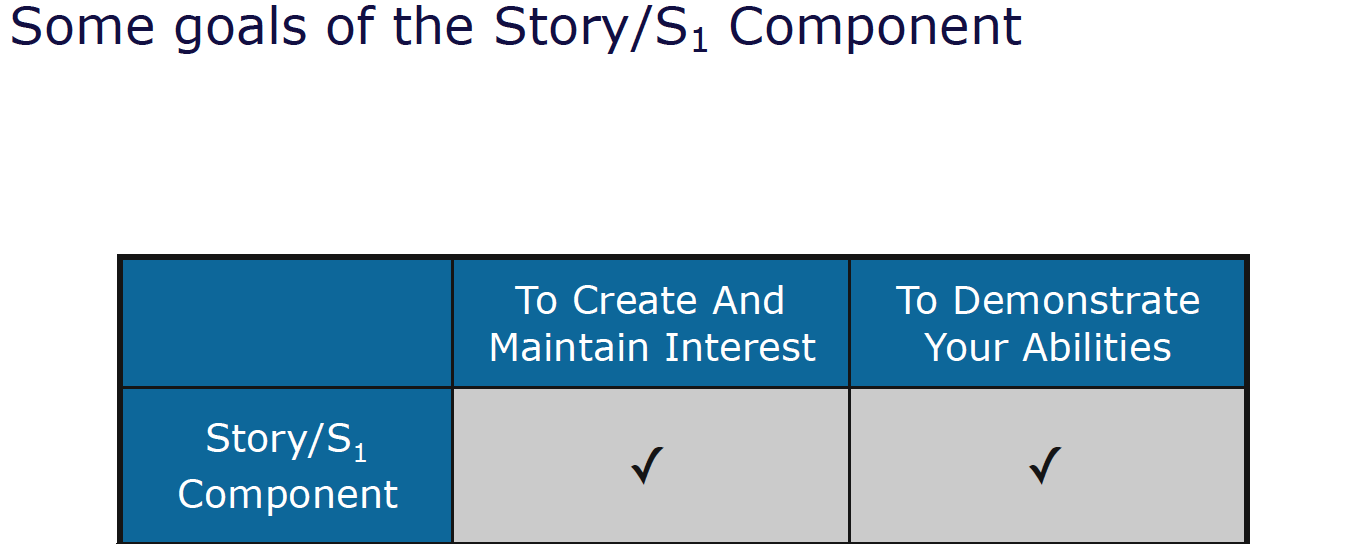 Some goals of the Story/S₁ Component
To Create And
Maintain Interest
To Demonstrate
Your Abilities
Story/S₁
Component
✓
✓